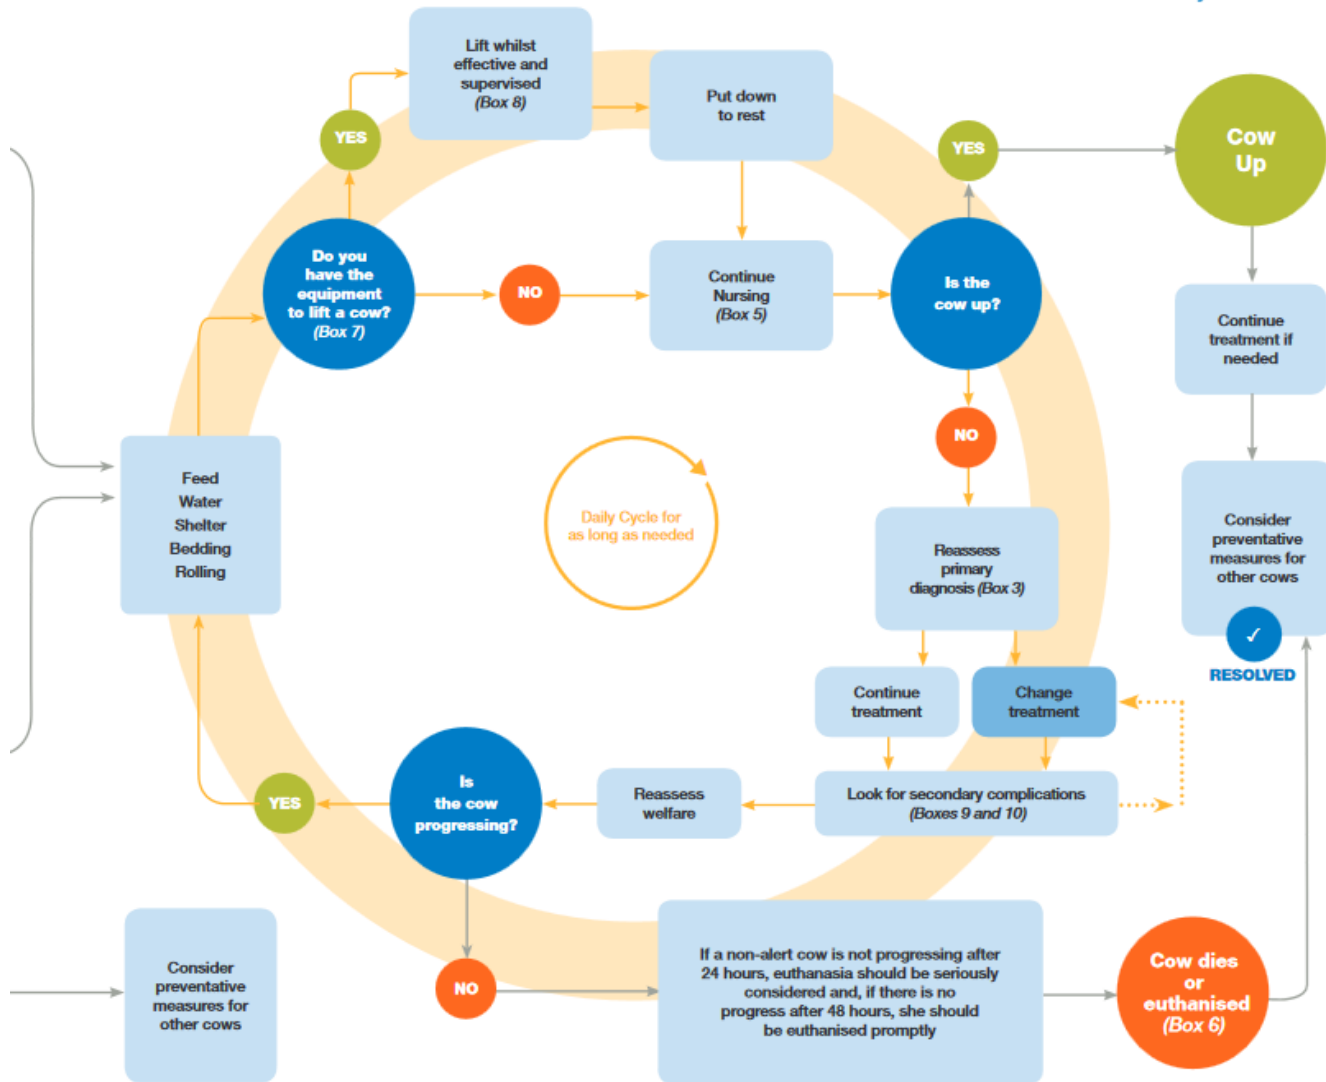 Lift whilst
effective and
supervised
(Box 8)
Put down
to rest
YES
YES
Cow
Up
Do you
have the
equipment
to lift a cow?
(Box 7)
NO
Continue
Nursing
(Box 5)
Is the
cow up?
Continue
treatment if
needed
NO
Feed
Water
Shelter
Bedding
Rolling
Daily Cycle for
as long as needed
Reassess
primary
diagnosis (Box 3)
Consider
preventative
measures for
other cows
✓
RESOLVED
Continue
treatment
Change
treatment
Look for secondary complications
(Boxes 9 and 10)
Reassess
welfare
Is
the cow
progressing?
YES
NO
If a non-alert cow is not progressing after
24 hours, euthanasia should be seriously
considered and, if there is no
progress after 48 hours, she should
be euthanised promptly
Cow dies
or
euthanised
(Box 6)
Consider
preventative
measures for
other cows